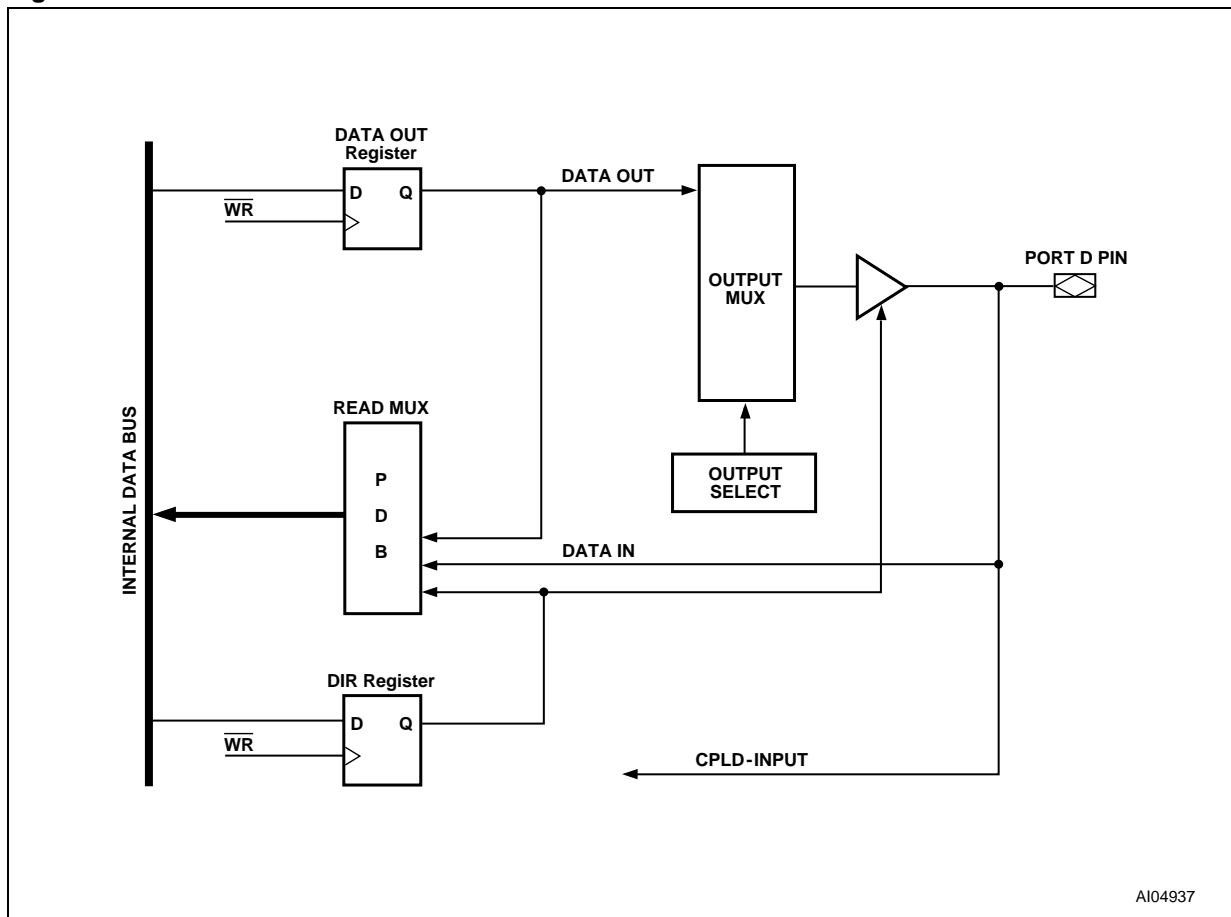 DATA OUT
Register
D Q
WR
DATA OUT
OUTPUT
MUX
PORT D PIN
INTERNAL DATA BUS
READ MUX
P
D
B
OUTPUT
SELECT
DATA IN
DIR Register
D Q
WR
CPLD-INPUT
AI04937